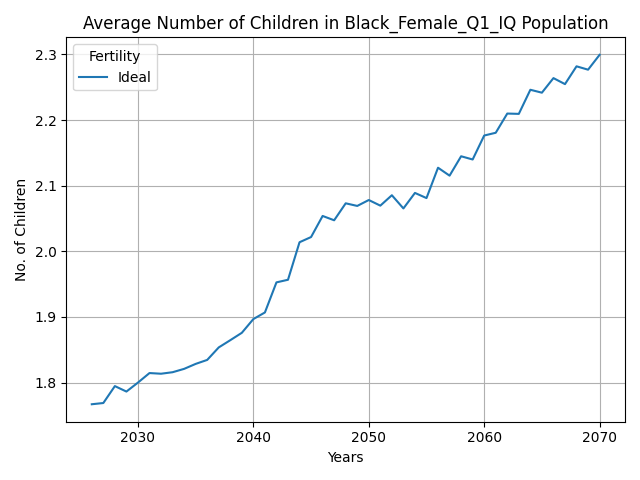 Average Number of Children in Black_Female_Q1_IQ Population
Fertility
Ideal
No. of Children
2.3
2.2
2.1
2.0
1.9
1.8
2030
2040
2050
2060
2070
Years